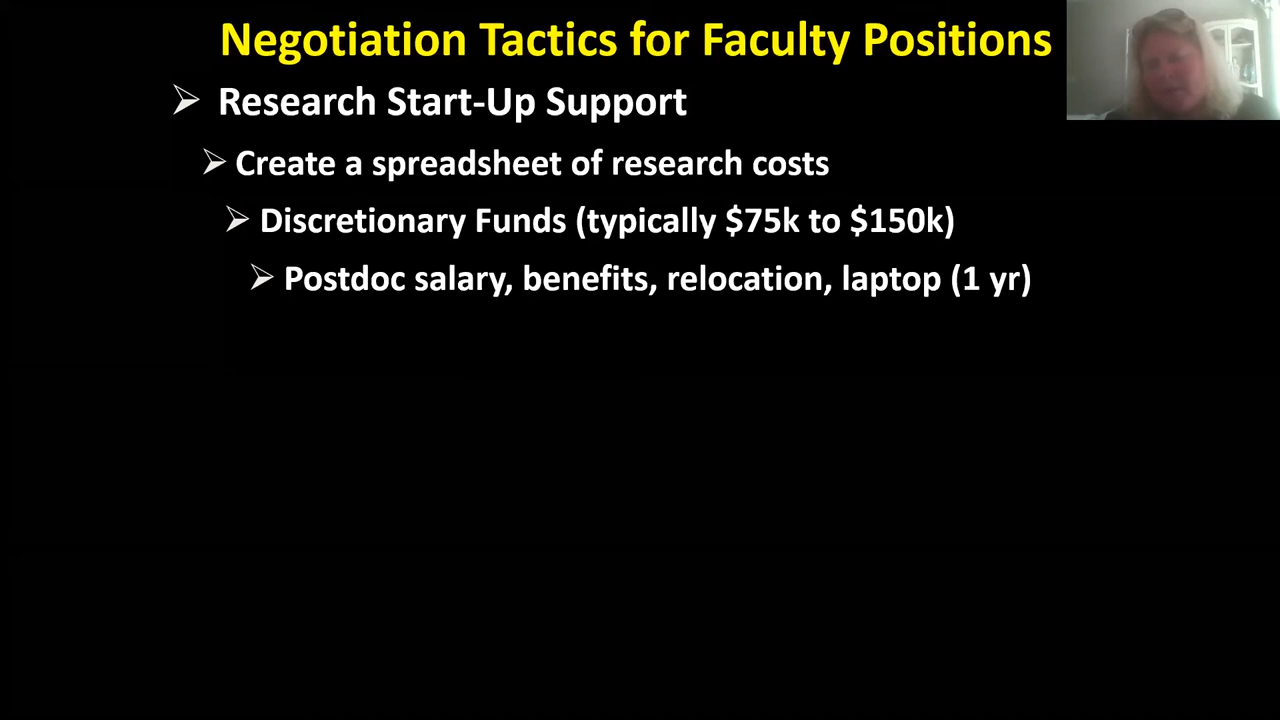 Negotiation Tactics for Faculty Positions
➢ Research Start-Up Support
➢ Create a spreadsheet of research costs
➢ Discretionary Funds (typically $75k to $150k)
➢ Postdoc salary, benefits, relocation, laptop (1 yr)